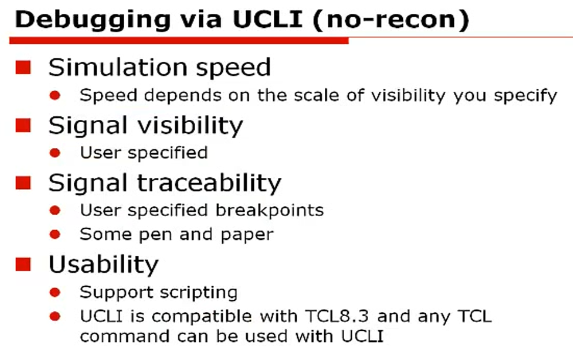 Debugging via UCLI (no-recon)
Simulation speed
Speed depends on the scale of visibility you specify
Signal visibility
User specified
Signal traceability
User specified breakpoints
Some pen and paper
Usability
Support scripting
UCLI is compatible with TCL8.3 and any TCL
command can be used with UCLI